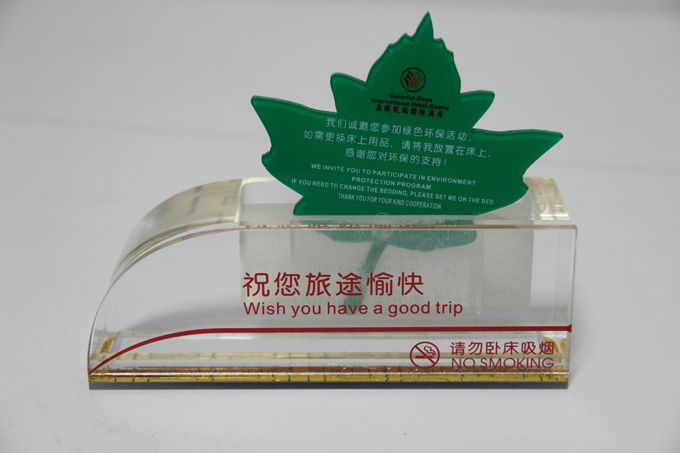 Colorful-Days
International Hotel, Gaotie
我们诚邀您参加绿色环保活动，
如需更换床上用品，请将我放置在床上，
感谢您对环保的支持！
WE INVITE YOU TO PARTICIPATE IN ENVIRONMENT
PROTECTION PROGRAM.
IF YOU NEED TO CHANGE THE BEDDING, PLEASE SET ME ON THE BED
THANK YOU FOR YOUR KIND COOPERATION.
祝您旅途愉快
Wish you have a good trip
请勿卧床吸烟
NO SMOKING